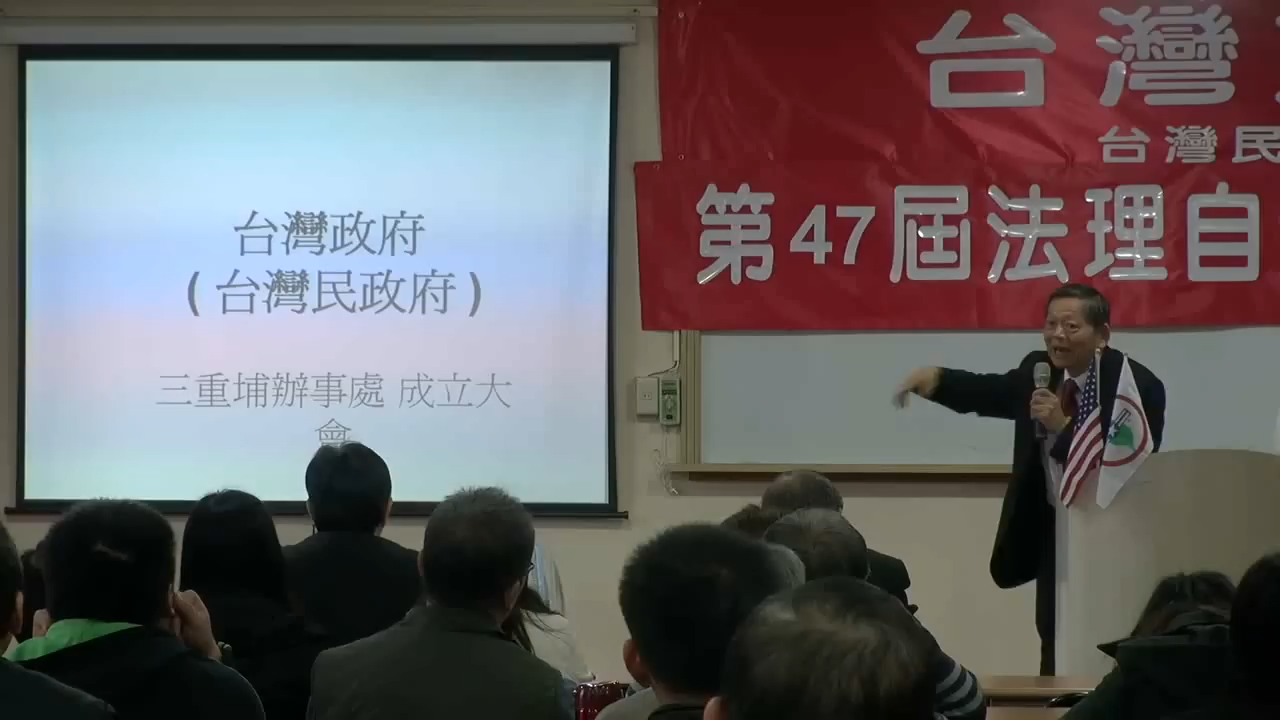 台灣政府
( 台灣民政府 )
三重埔辦事處 成立大
會
台灣
台灣民
第47屆法理自